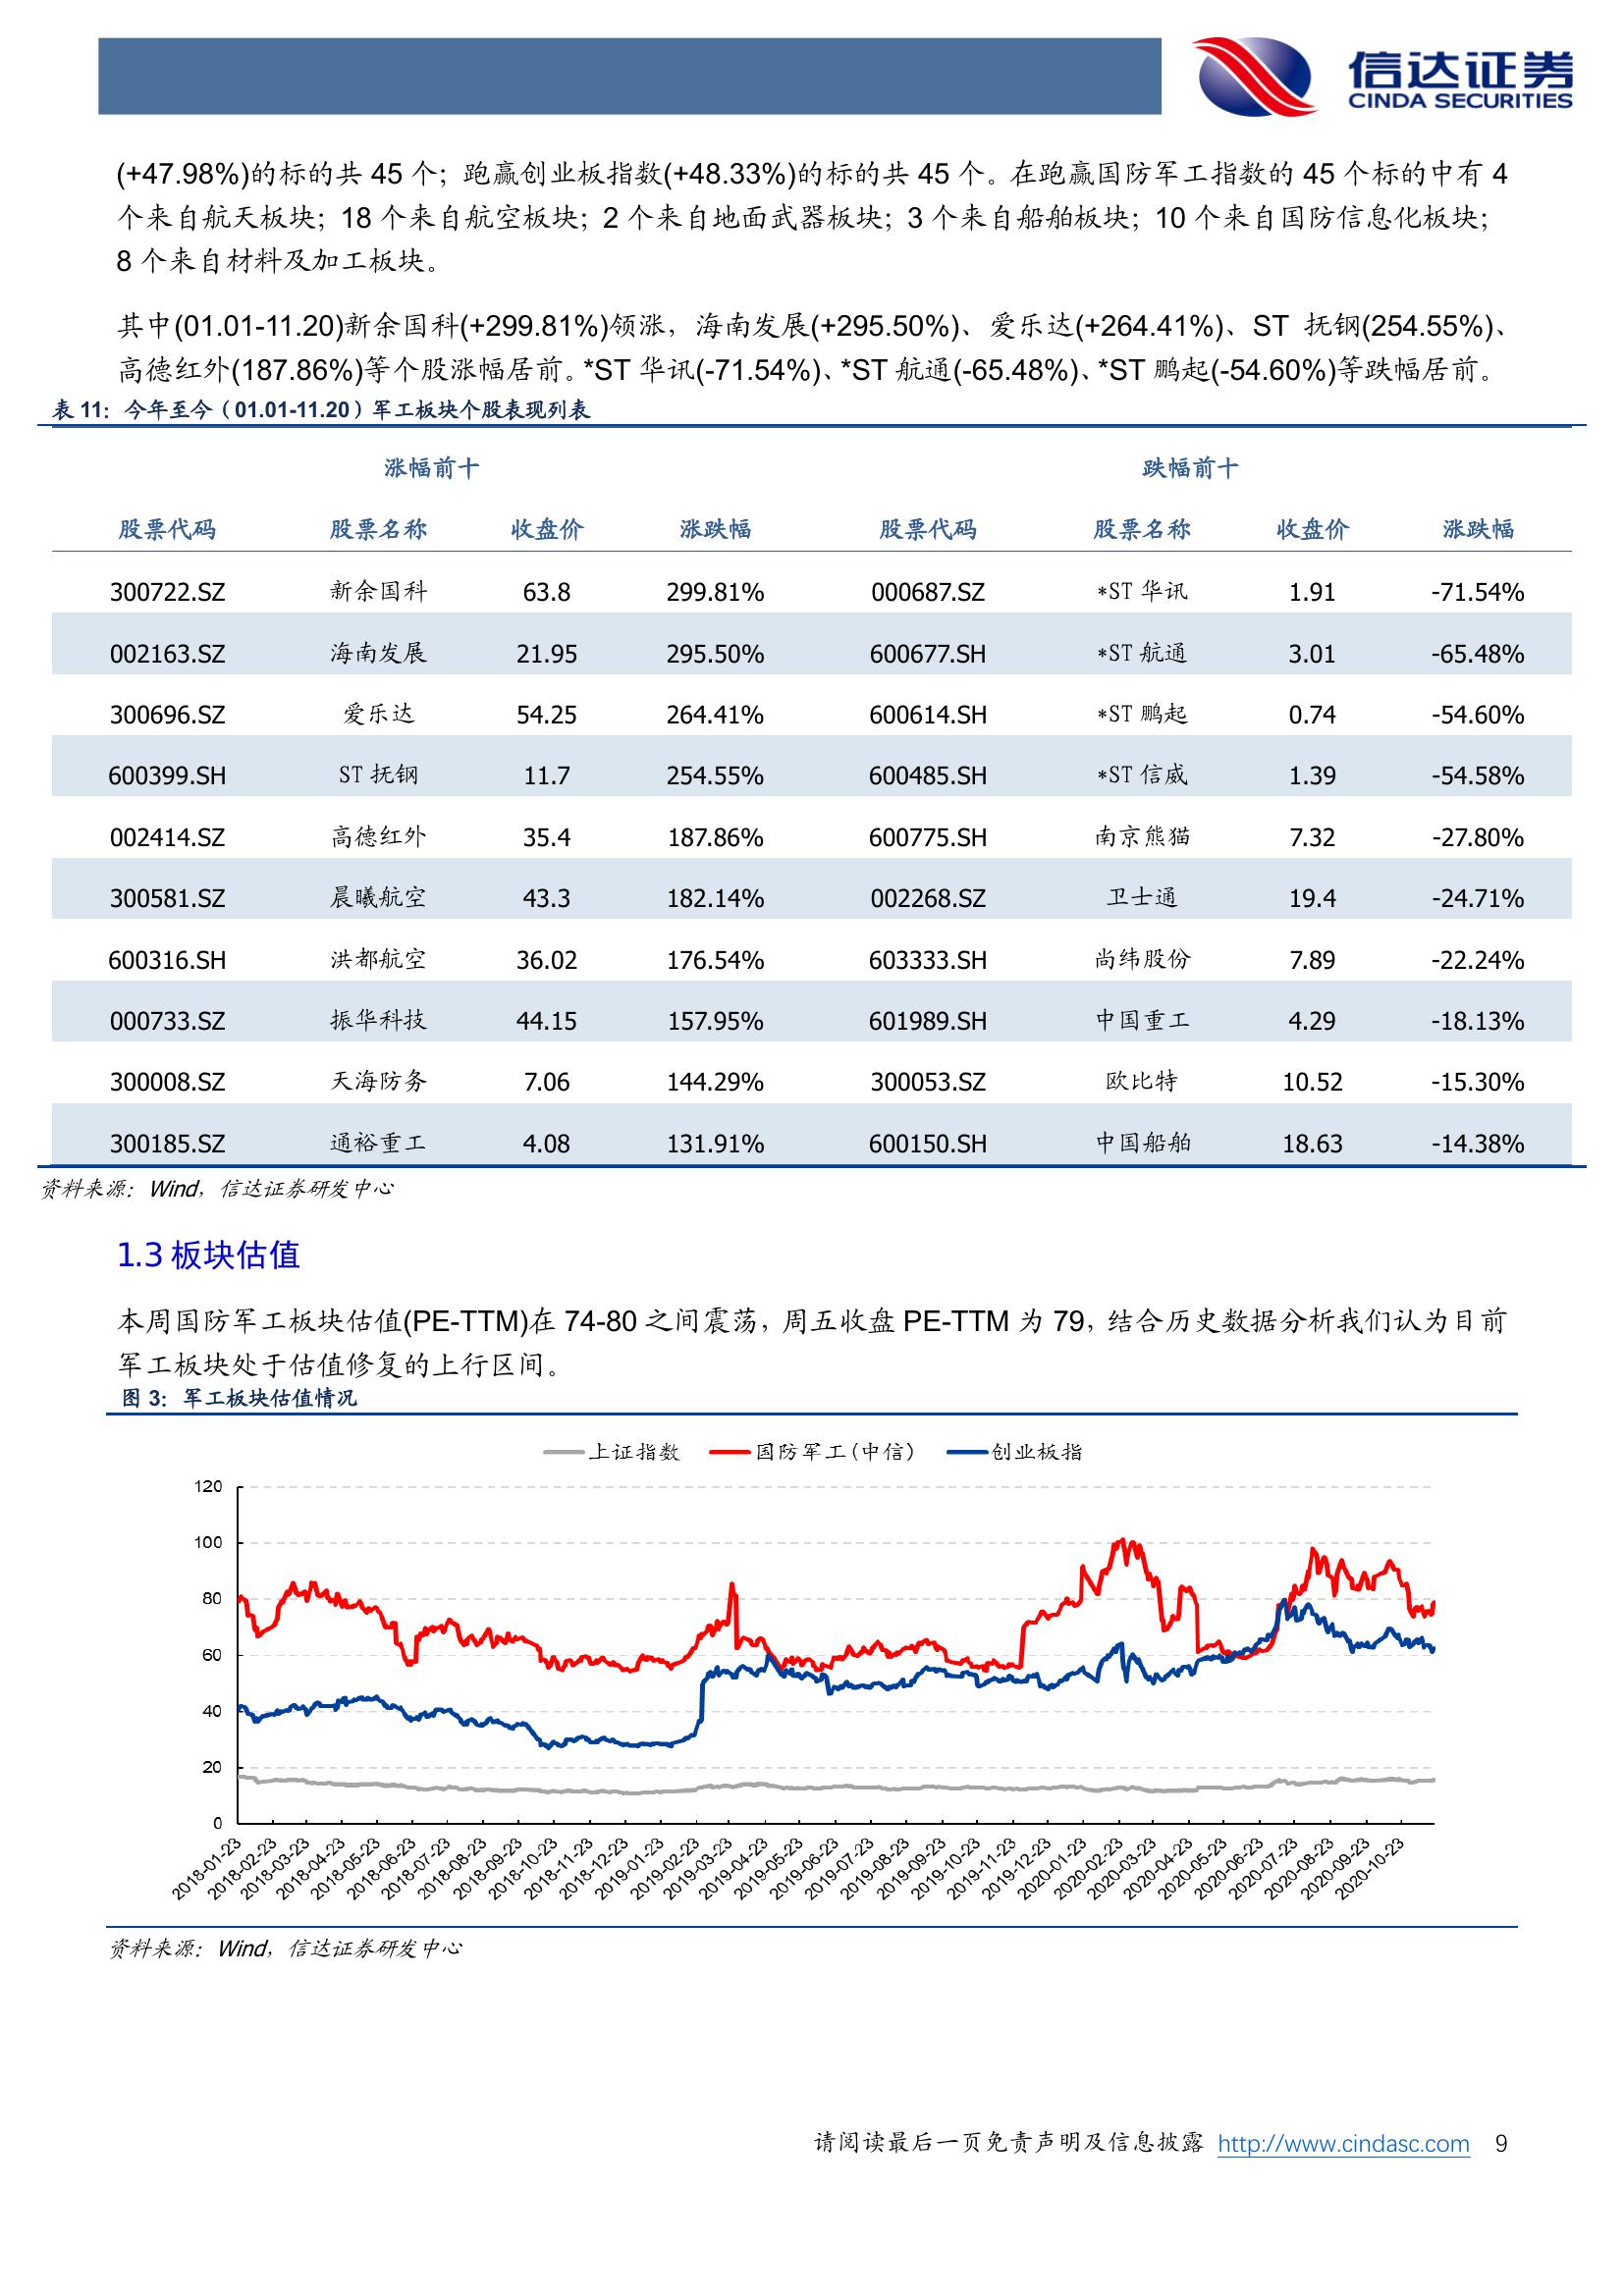 信达证券
CINDA SECURITIES
(+47.98%)的标的共 45 个；跑赢创业板指数(+48.33%)的标的共 45 个。在跑赢国防军工指数的 45 个标的中有 4
个来自航天板块；18 个来自航空板块；2 个来自地面武器板块；3 个来自船舶板块；10 个来自国防信息化板块；
8 个来自材料及加工板块。
其中(01.01-11.20)新余国科(+299.81%)领涨，海南发展(+295.50%)、爱乐达(+264.41%)、ST 抚钢(254.55%)、
高德红外(187.86%)等个股涨幅居前。*ST 华讯(-71.54%)、*ST 航通(-65.48%)、*ST 鹏起(-54.60%)等跌幅居前。
表 11：今年至今（01.01-11.20）军工板块个股表现列表
涨幅前十 跌幅前十
股票代码 股票名称 收盘价 涨跌幅 股票代码 股票名称 收盘价 涨跌幅
300722.SZ 新余国科 63.8 299.81% 000687.SZ *ST 华讯 1.91 -71.54%
002163.SZ 海南发展 21.95 295.50% 600677.SH *ST 航通 3.01 -65.48%
300696.SZ 爱乐达 54.25 264.41% 600614.SH *ST 鹏起 0.74 -54.60%
600399.SH ST 抚钢 11.7 254.55% 600485.SH *ST 信威 1.39 -54.58%
002414.SZ 高德红外 35.4 187.86% 600775.SH 南京熊猫 7.32 -27.80%
300581.SZ 晨曦航空 43.3 182.14% 002268.SZ 卫士通 19.4 -24.71%
600316.SH 洪都航空 36.02 176.54% 603333.SH 尚纬股份 7.89 -22.24%
000733.SZ 振华科技 44.15 157.95% 601989.SH 中国重工 4.29 -18.13%
300008.SZ 天海防务 7.06 144.29% 300053.SZ 欧比特 10.52 -15.30%
300185.SZ 通裕重工 4.08 131.91% 600150.SH 中国船舶 18.63 -14.38%
资料来源：Wind，信达证券研发中心
1.3 板块估值
本周国防军工板块估值(PE-TTM)在 74-80 之间震荡，周五收盘 PE-TTM 为 79，结合历史数据分析我们认为目前
军工板块处于估值修复的上行区间。
图 3：军工板块估值情况
上证指数 国防军工(中信) 创业板指
120
100
80
60
40
20
0
2018-01-23 2018-02-23 2018-03-23 2018-04-23 2018-05-23 2018-06-23 2018-07-23 2018-08-23 2018-09-23 2018-10-23 2018-11-23 2018-12-23 2019-01-23 2019-02-23 2019-03-23 2019-04-23 2019-05-23 2019-06-23 2019-07-23 2019-08-23 2019-09-23 2019-10-23 2019-11-23 2019-12-23 2020-01-23 2020-02-23 2020-03-23 2020-04-23 2020-05-23 2020-06-23 2020-07-23 2020-08-23 2020-09-23 2020-10-23
资料来源：Wind，信达证券研发中心
请阅读最后一页免责声明及信息披露 http://www.cindasc.com 9